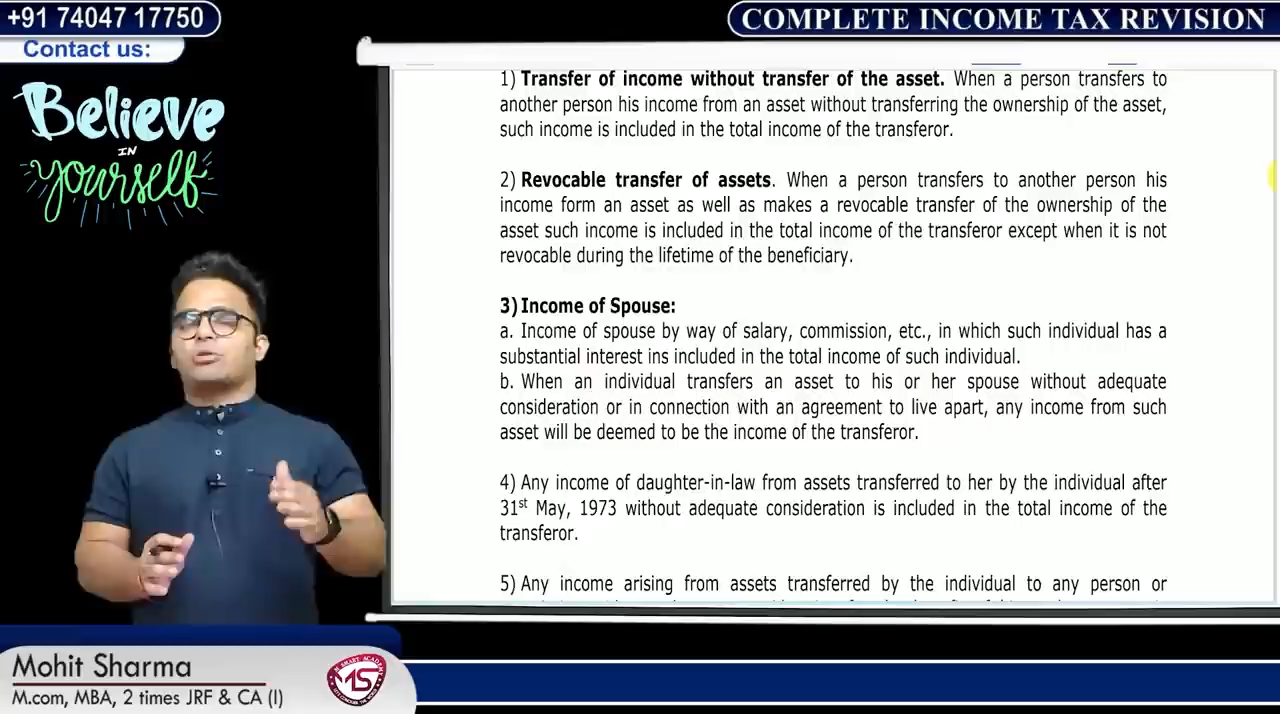 +91 74047 17750
Contact us:
COMPLETE INCOME TAX REVISION
Believe
IN
yourself
1) Transfer of income without transfer of the asset. When a person transfers to
another person his income from an asset without transferring the ownership of the asset,
such income is included in the total income of the transferor.
2) Revocable transfer of assets. When a person transfers to another person his
income form an asset as well as makes a revocable transfer of the ownership of the
asset such income is included in the total income of the transferor except when it is not
revocable during the lifetime of the beneficiary.
3) Income of Spouse:
a. Income of spouse by way of salary, commission, etc., in which such individual has a
substantial interest ins included in the total income of such individual.
b. When an individual transfers an asset to his or her spouse without adequate
consideration or in connection with an agreement to live apart, any income from such
asset will be deemed to be the income of the transferor.
4) Any income of daughter-in-law from assets transferred to her by the individual after
31st May, 1973 without adequate consideration is included in the total income of the
transferor.
5) Any income arising from assets transferred by the individual to any person or
Mohit Sharma
M.com, MBA, 2 times JRF & CA (I)
M SMART ACADEMY
MS